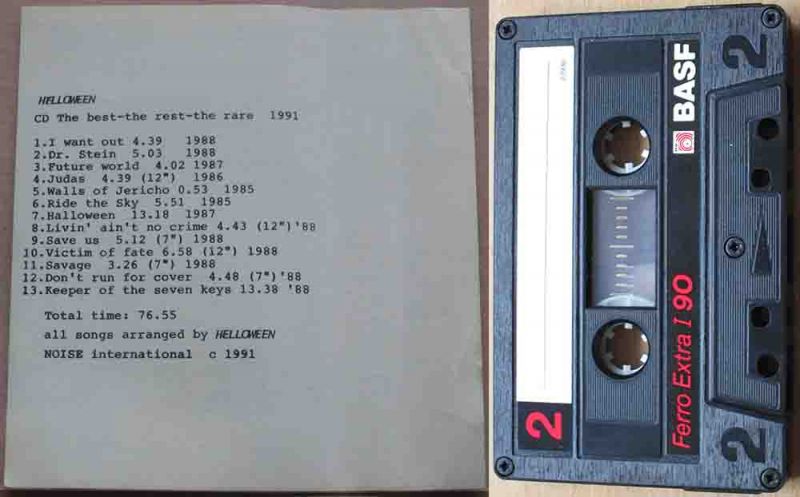 HELLOWEEN
CD The best-the rest-the rare 1991
1.I want out 4.39 1988
2.Dr. Stein 5.03 1988
3.Future world 4.02 1987
4.Judas 4.39 (12") 1986
5.Walls of Jericho 0.53 1985
6.Ride the Sky 5.51 1985
7.Halloween 13.18 1987
8.Livin' ain't no crime 4.43 (12")'88
9.Save us 5.12 (7") 1988
10.Victim of fate 6.58 (12") 1988
11.Savage 3.26 (7") 1988
12.Don't run for cover 4.48 (7")'88
13.Keeper of the seven keys 13.38 '88
Total time: 76.55
all songs arranged by HELLOWEEN
NOISE international c 1991
2
2
BASF
Ferro Extra I 90
2
2